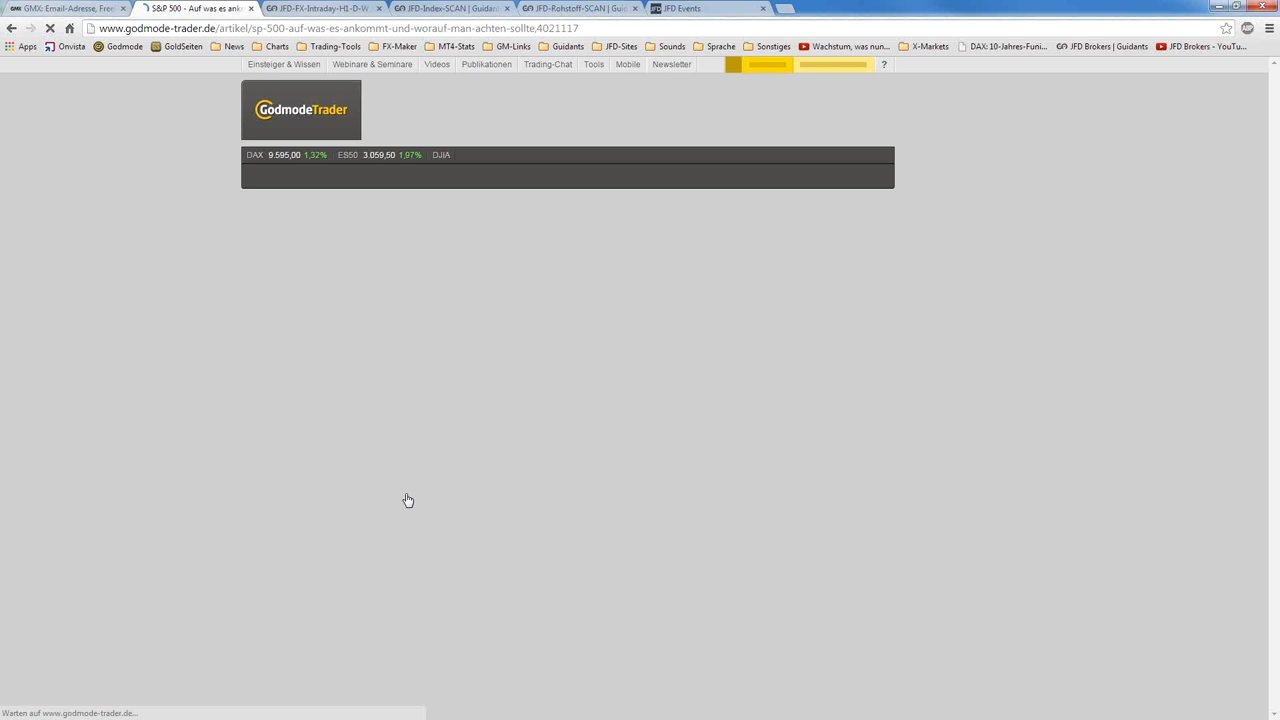 GMX: Email-Adresse, Free
S&P 500 - Auf was es anko
JFD-FX-Intraday-H1-D-W
JFD-Index-SCAN | Guidant
JFD-Rohstoff-SCAN | Guid
JFD Events
www.godmode-trader.de/artikel/sp-500-auf-was-es-ankommt-und-worauf-man-achten-sollte,4021117
Apps Onvista Godmode GoldSeiten News Charts Trading-Tools FX-Maker MT4-Stats GM-Links Guidants JFD-Sites Sounds Sprache Sonstiges Wachstum, was nun... X-Markets DAX: 10-Jahres-Funi... JFD Brokers | Guidants JFD Brokers - YouTu...
Einsteiger & Wissen Webinare & Seminare Videos Publikationen Trading-Chat Tools Mobile Newsletter ?
GodmodeTrader
DAX 9.595,00 1,32% ES50 3.059,50 1,97% DJIA
Warten auf www.godmode-trader.de...